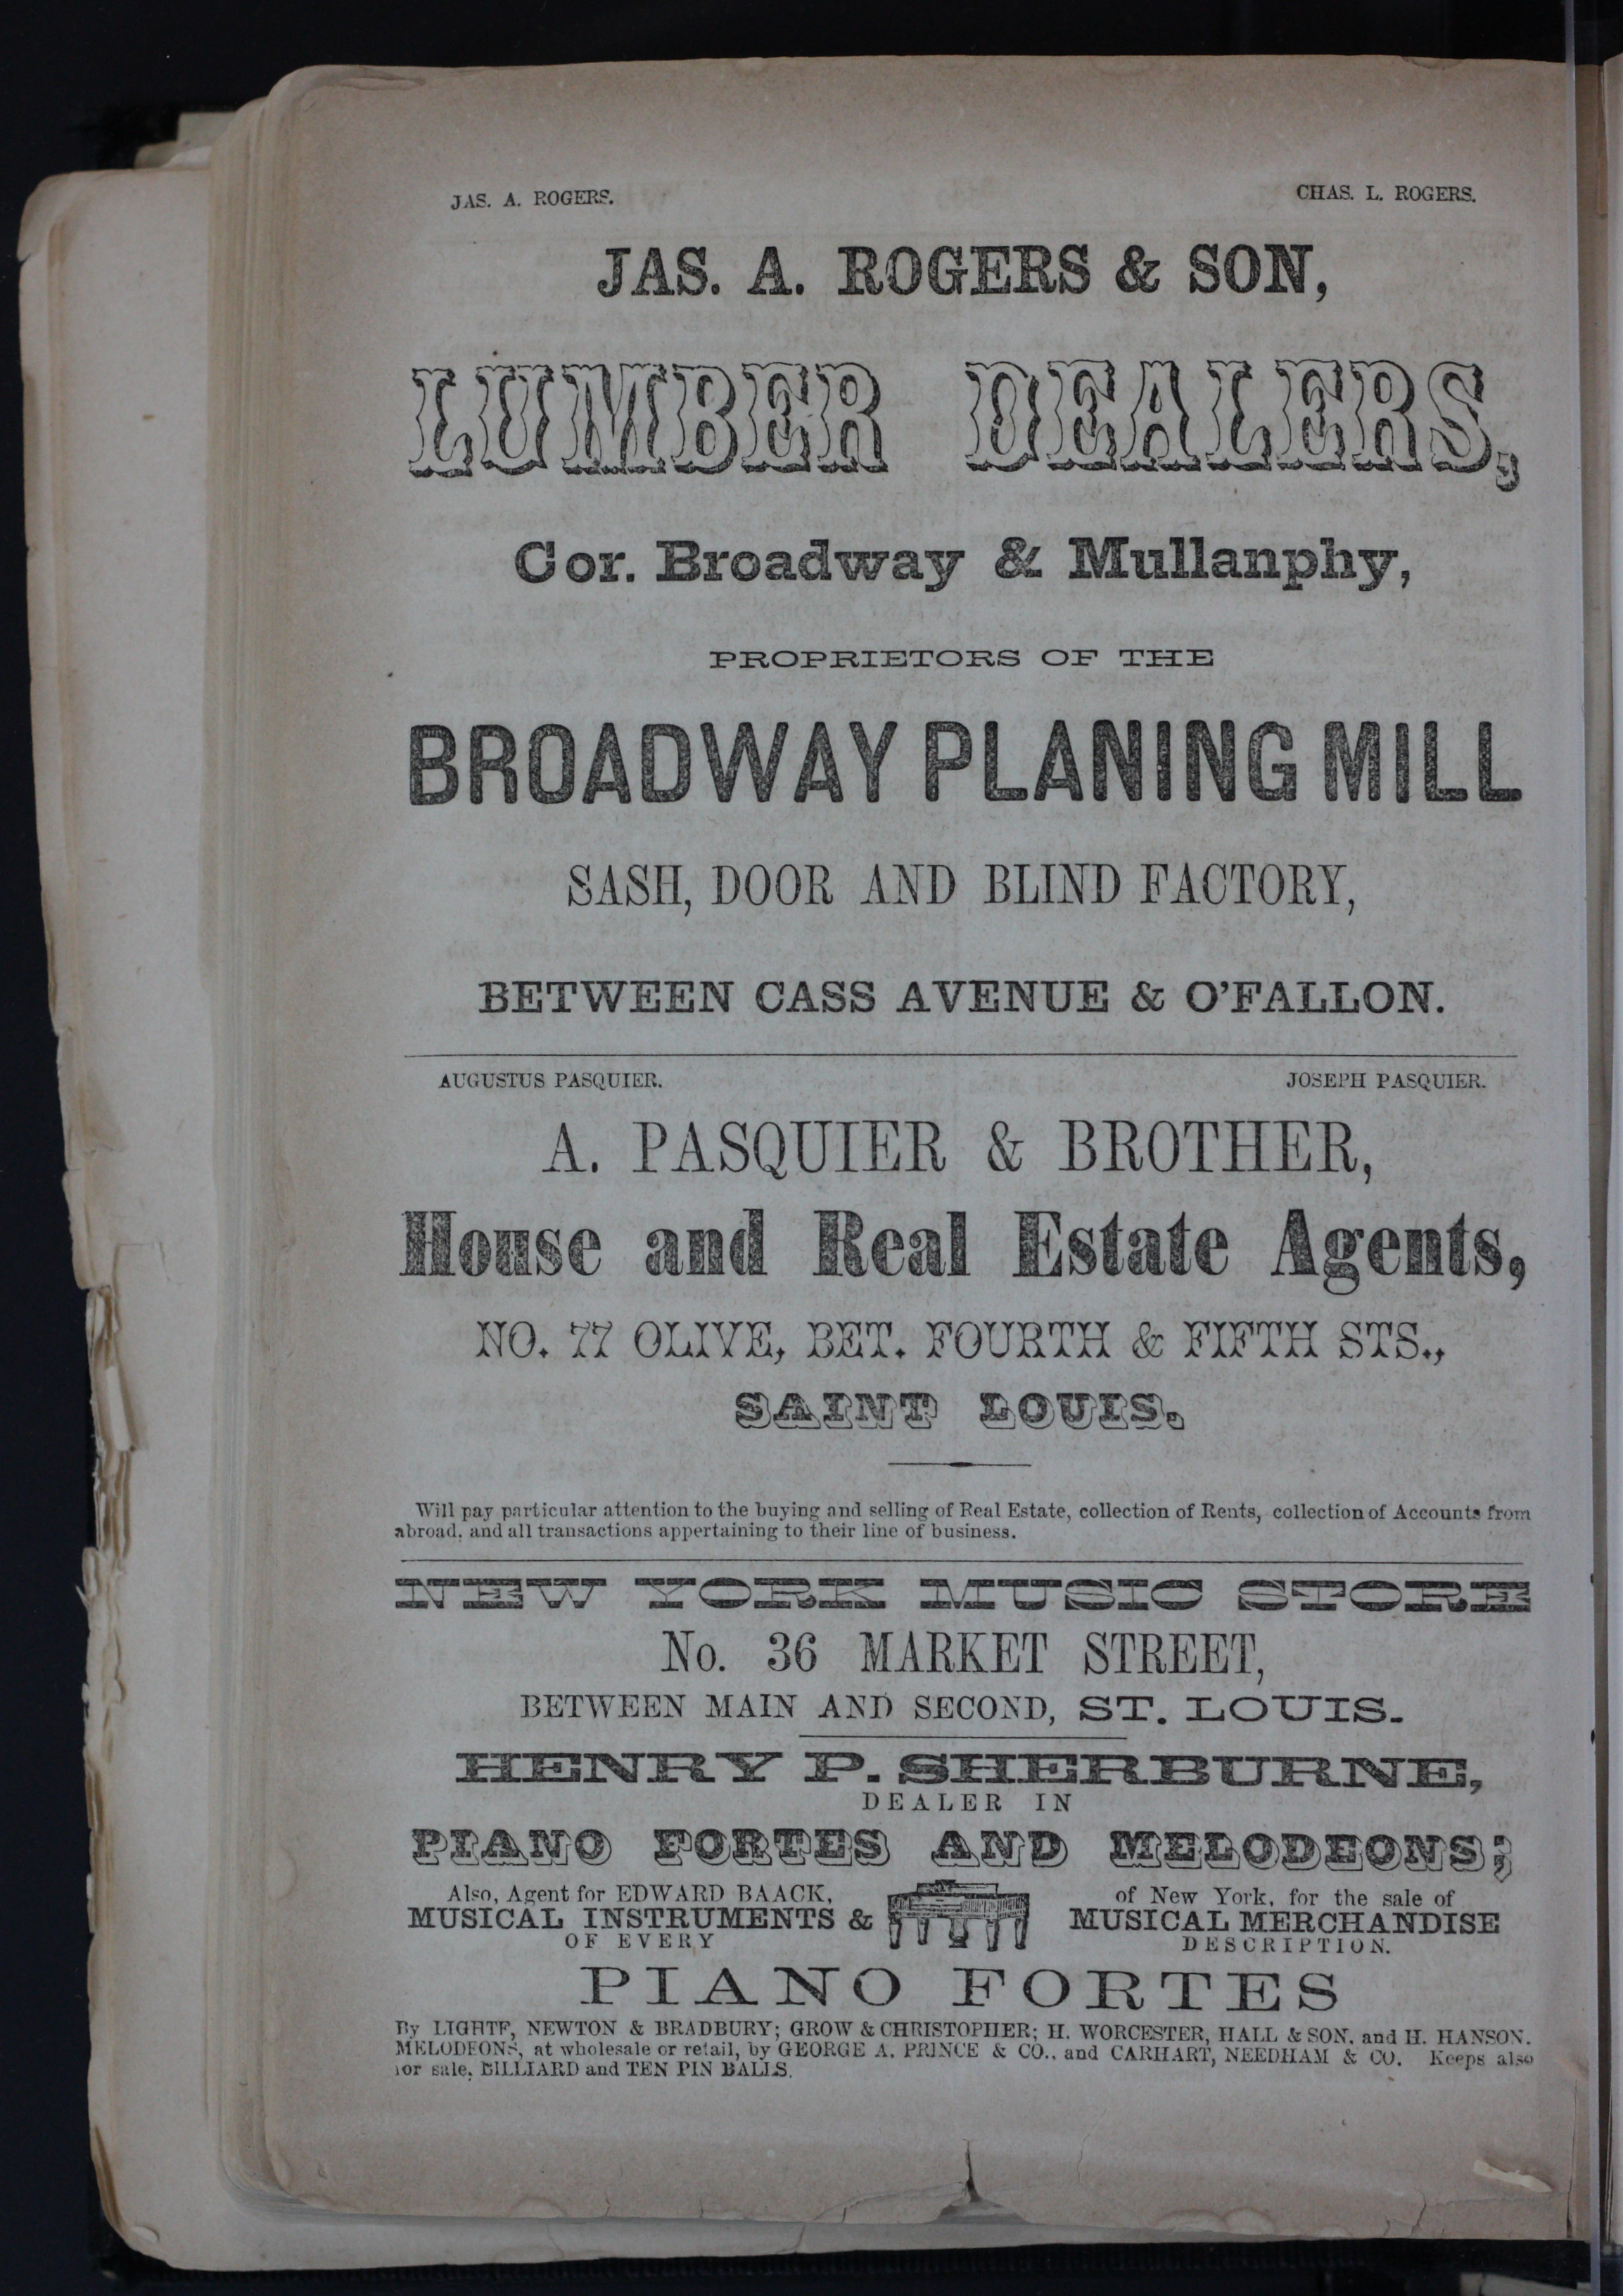 JAS. A. ROGERS. CHAS. L. ROGERS.
JAS. A. ROGERS & SON,
LUMBER DEALERS,
Cor. Broadway & Mullanphy,
PROPRIETORS OF THE
BROADWAY PLANING MILL
SASH, DOOR AND BLIND FACTORY,
BETWEEN CASS AVENUE & O'FALLON.
AUGUSTUS PASQUIER. JOSEPH PASQUIER.
A. PASQUIER & BROTHER,
House and Real Estate Agents,
NO. 77 OLIVE, BET. FOURTH & FIFTH STS.,
SAINT LOUIS.
Will pay particular attention to the buying and selling of Real Estate, collection of Rents, collection of Accounts from
abroad, and all transactions appertaining to their line of business.
NEW YORK MUSIC STORE
No. 36 MARKET STREET,
BETWEEN MAIN AND SECOND, ST. LOUIS.
HENRY P. SHERBURNE,
DEALER IN
PIANO FORTES AND MELODEONS;
Also, Agent for EDWARD BAACK, of New York, for the sale of
MUSICAL INSTRUMENTS & MUSICAL MERCHANDISE
OF EVERY DESCRIPTION.
PIANO FORTES
By LIGHTE, NEWTON & BRADBURY; GROW & CHRISTOPHER; H. WORCESTER, HALL & SON. and H. HANSON.
MELODEONS, at wholesale or retail, by GEORGE A. PRINCE & CO., and CARHART, NEEDHAM & CO. Keeps also
for sale, BILLIARD and TEN PIN BALLS.